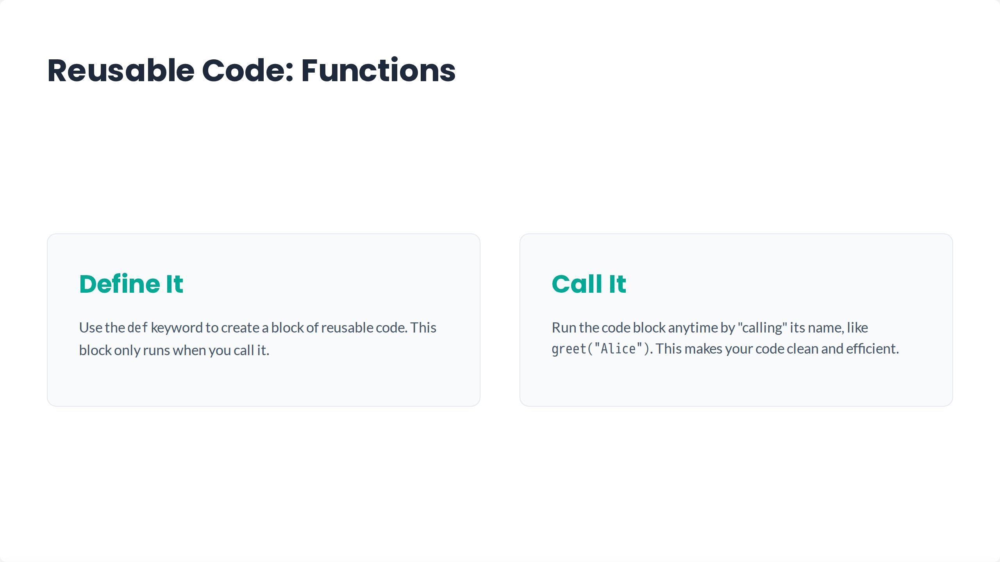 Reusable Code: Functions
Define It
Use the def keyword to create a block of reusable code. This
block only runs when you call it.
Call It
Run the code block anytime by "calling" its name, like
greet("Alice"). This makes your code clean and efficient.